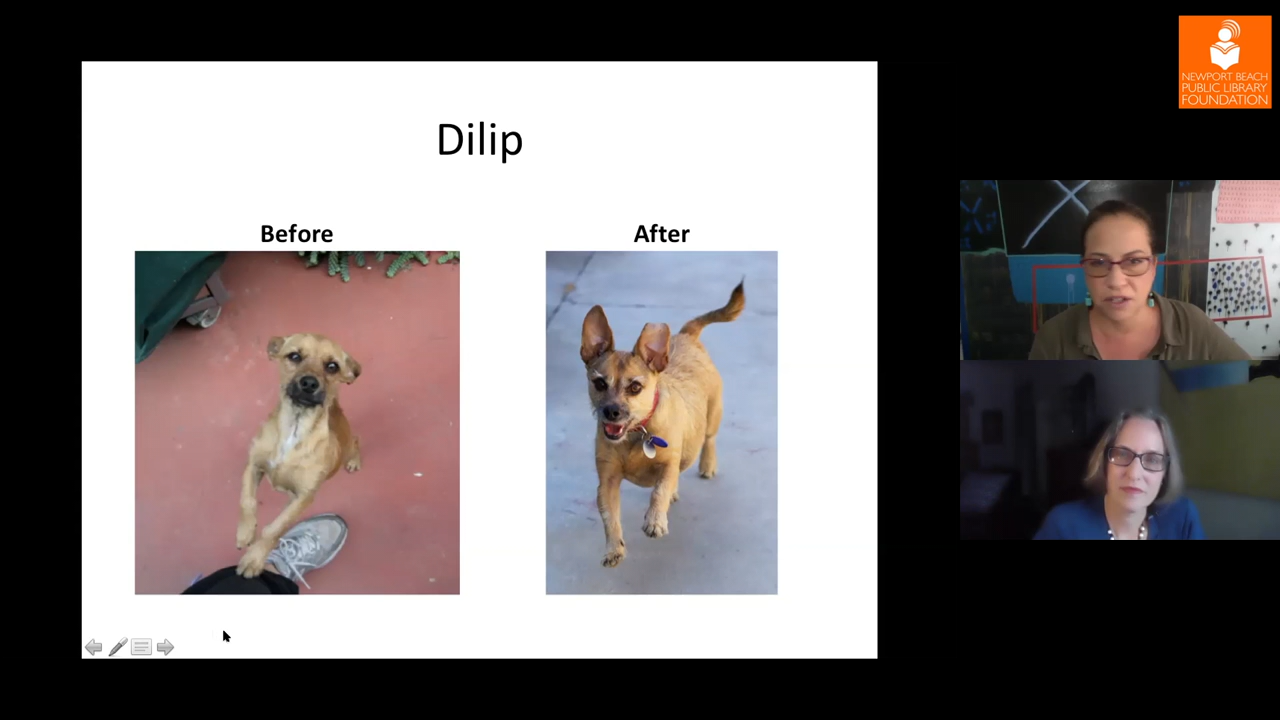 Dilip
Before
After
NEWPORT BEACH
PUBLIC LIBRARY
FOUNDATION